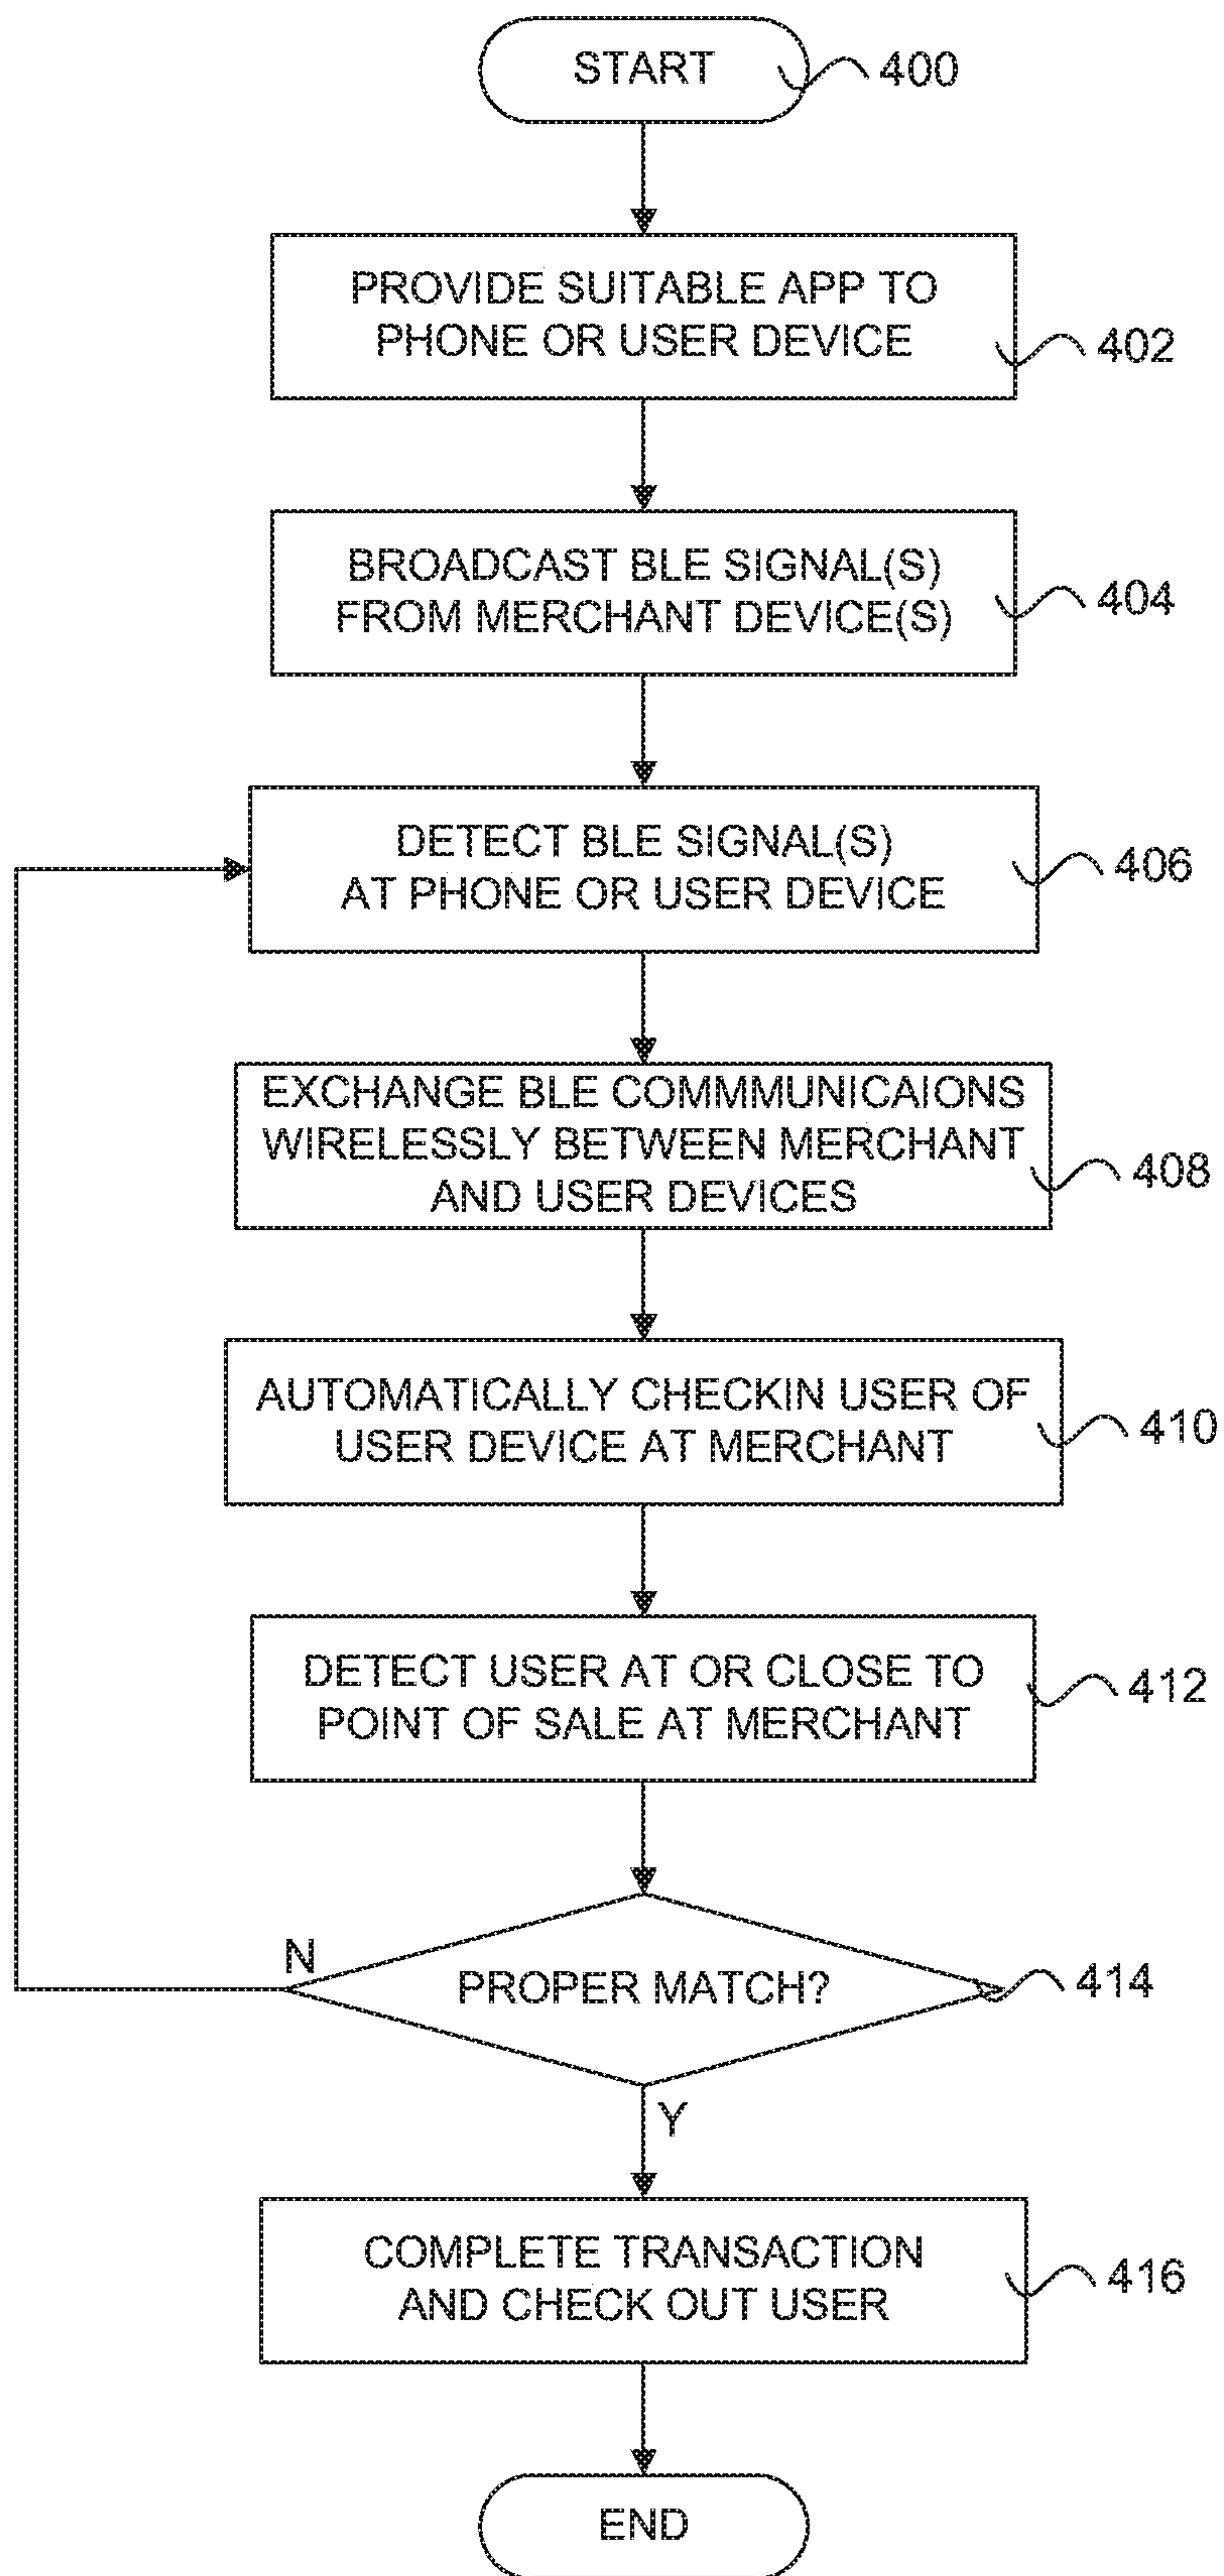 START
400
PROVIDE SUITABLE APP TO
PHONE OR USER DEVICE
402
BROADCAST BLE SIGNAL(S)
FROM MERCHANT DEVICE(S)
404
DETECT BLE SIGNAL(S)
AT PHONE OR USER DEVICE
406
EXCHANGE BLE COMMMUNICAIONS
WIRELESSLY BETWEEN MERCHANT
AND USER DEVICES
408
AUTOMATICALLY CHECKIN USER OF
USER DEVICE AT MERCHANT
410
DETECT USER AT OR CLOSE TO
POINT OF SALE AT MERCHANT
412
N
PROPER MATCH?
414
Y
COMPLETE TRANSACTION
AND CHECK OUT USER
416
END